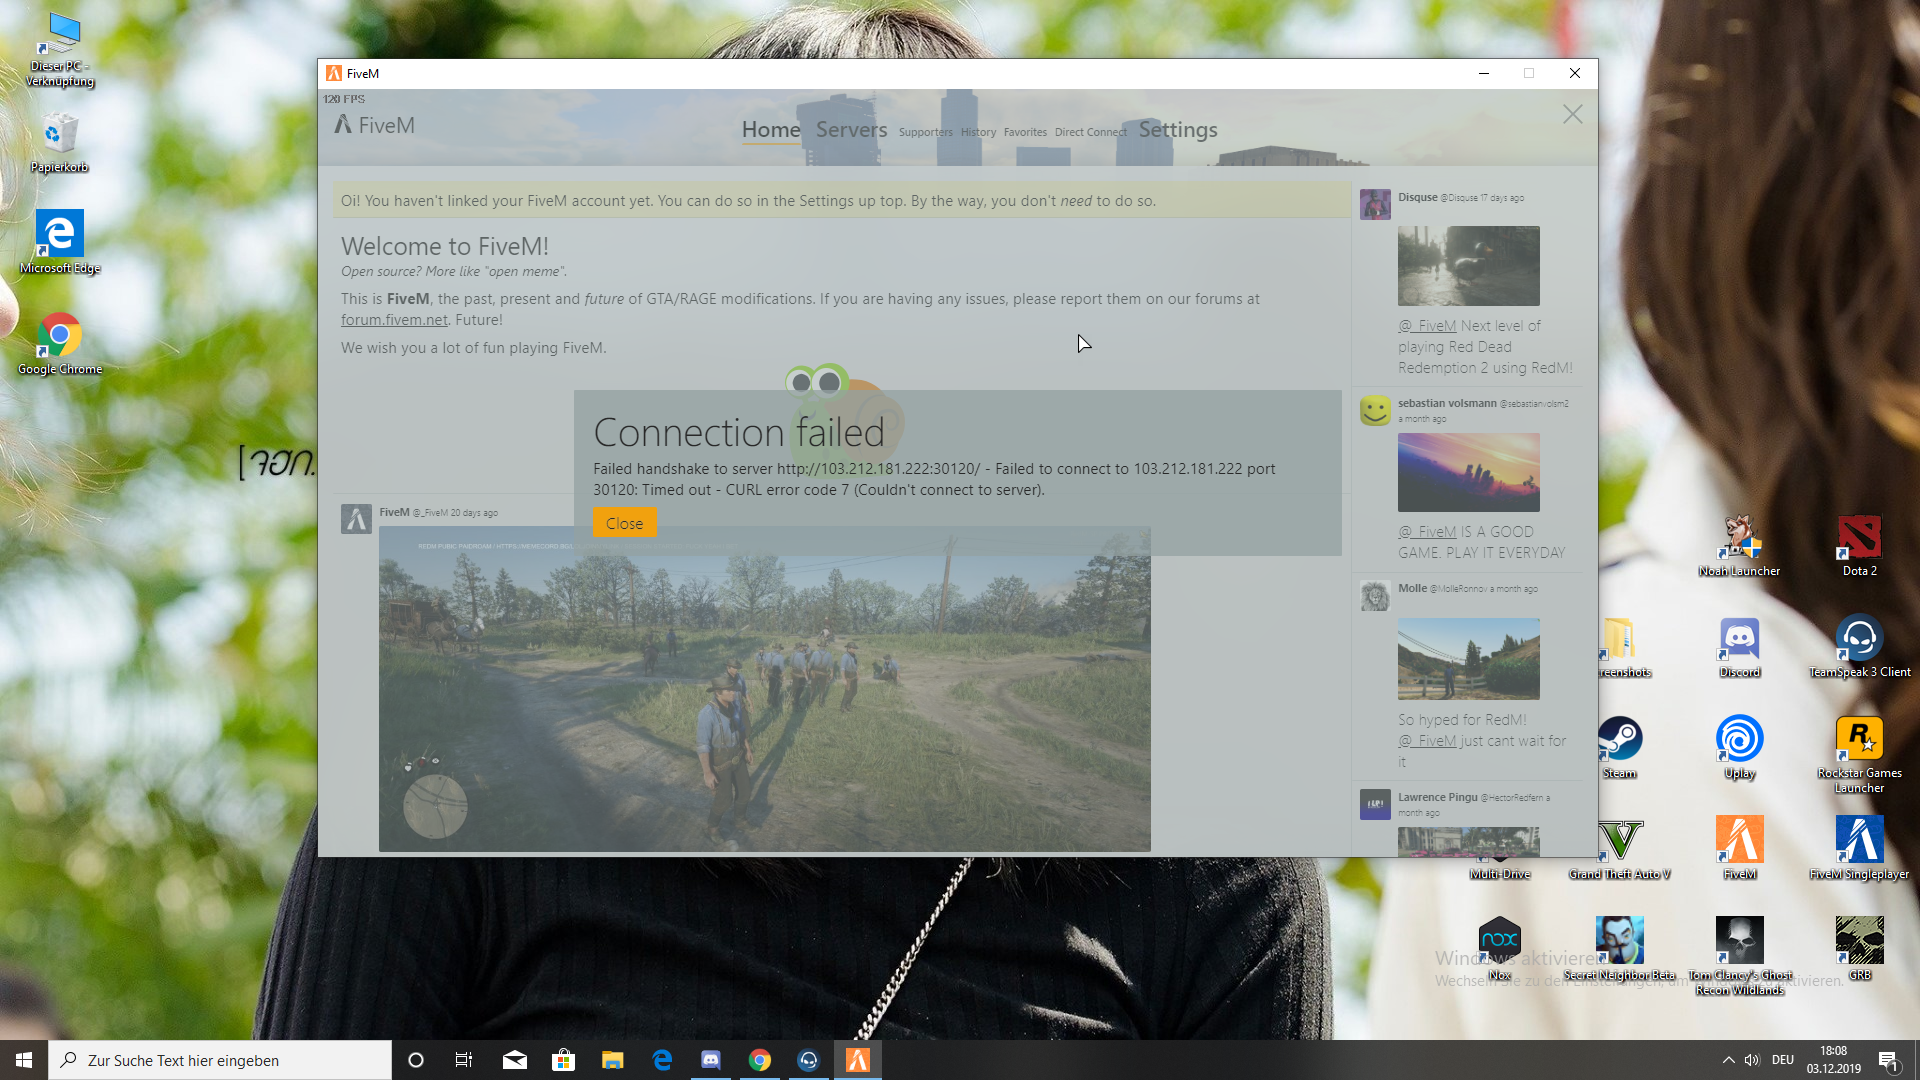 Dieser PC -
Verknüpfung
Papierkorb
Microsoft Edge
Google Chrome
[
FiveM
120 FPS
FiveM
Home Servers Supporters History Favorites Direct Connect Settings
Oi! You haven't linked your FiveM account yet. You can do so in the Settings up top. By the way, you don't need to do so.
Welcome to FiveM!
Open source? More like "open meme".
This is FiveM, the past, present and future of GTA/RAGE modifications. If you are having any issues, please report them on our forums at
forum.fivem.net. Future!
We wish you a lot of fun playing FiveM.
Connection failed
Failed handshake to server http://103.212.181.222:30120/ - Failed to connect to 103.212.181.222 port
30120: Timed out - CURL error code 7 (Couldn't connect to server).
Close
FiveM @_FiveM 20 days ago
Disquse @Disquse 17 days ago
@_FiveM Next level of
playing Red Dead
Redemption 2 using RedM!
sebastian volsmann @sebastianvolsm2
a month ago
@_FiveM IS A GOOD
GAME. PLAY IT EVERYDAY
Molle @MolleRonnov a month ago
So hyped for RedM!
@_FiveM just cant wait for
it
Lawrence Pingu @HectorRedfern a
month ago
Noah Launcher
Dota 2
reenshots
Discord
TeamSpeak 3 Client
Steam
Uplay
Rockstar Games
Launcher
Multi-Drive
Grand Theft Auto V
FiveM
FiveM Singleplayer
nox
Nox
Secret Neighbor Beta
Tom Clancy's Ghost
Recon Wildlands
GRB
Windows aktivieren
Wechseln Sie zu den Einstellungen, um Windows zu aktivieren.
Zur Suche Text hier eingeben
DEU
18:08
03.12.2019
1